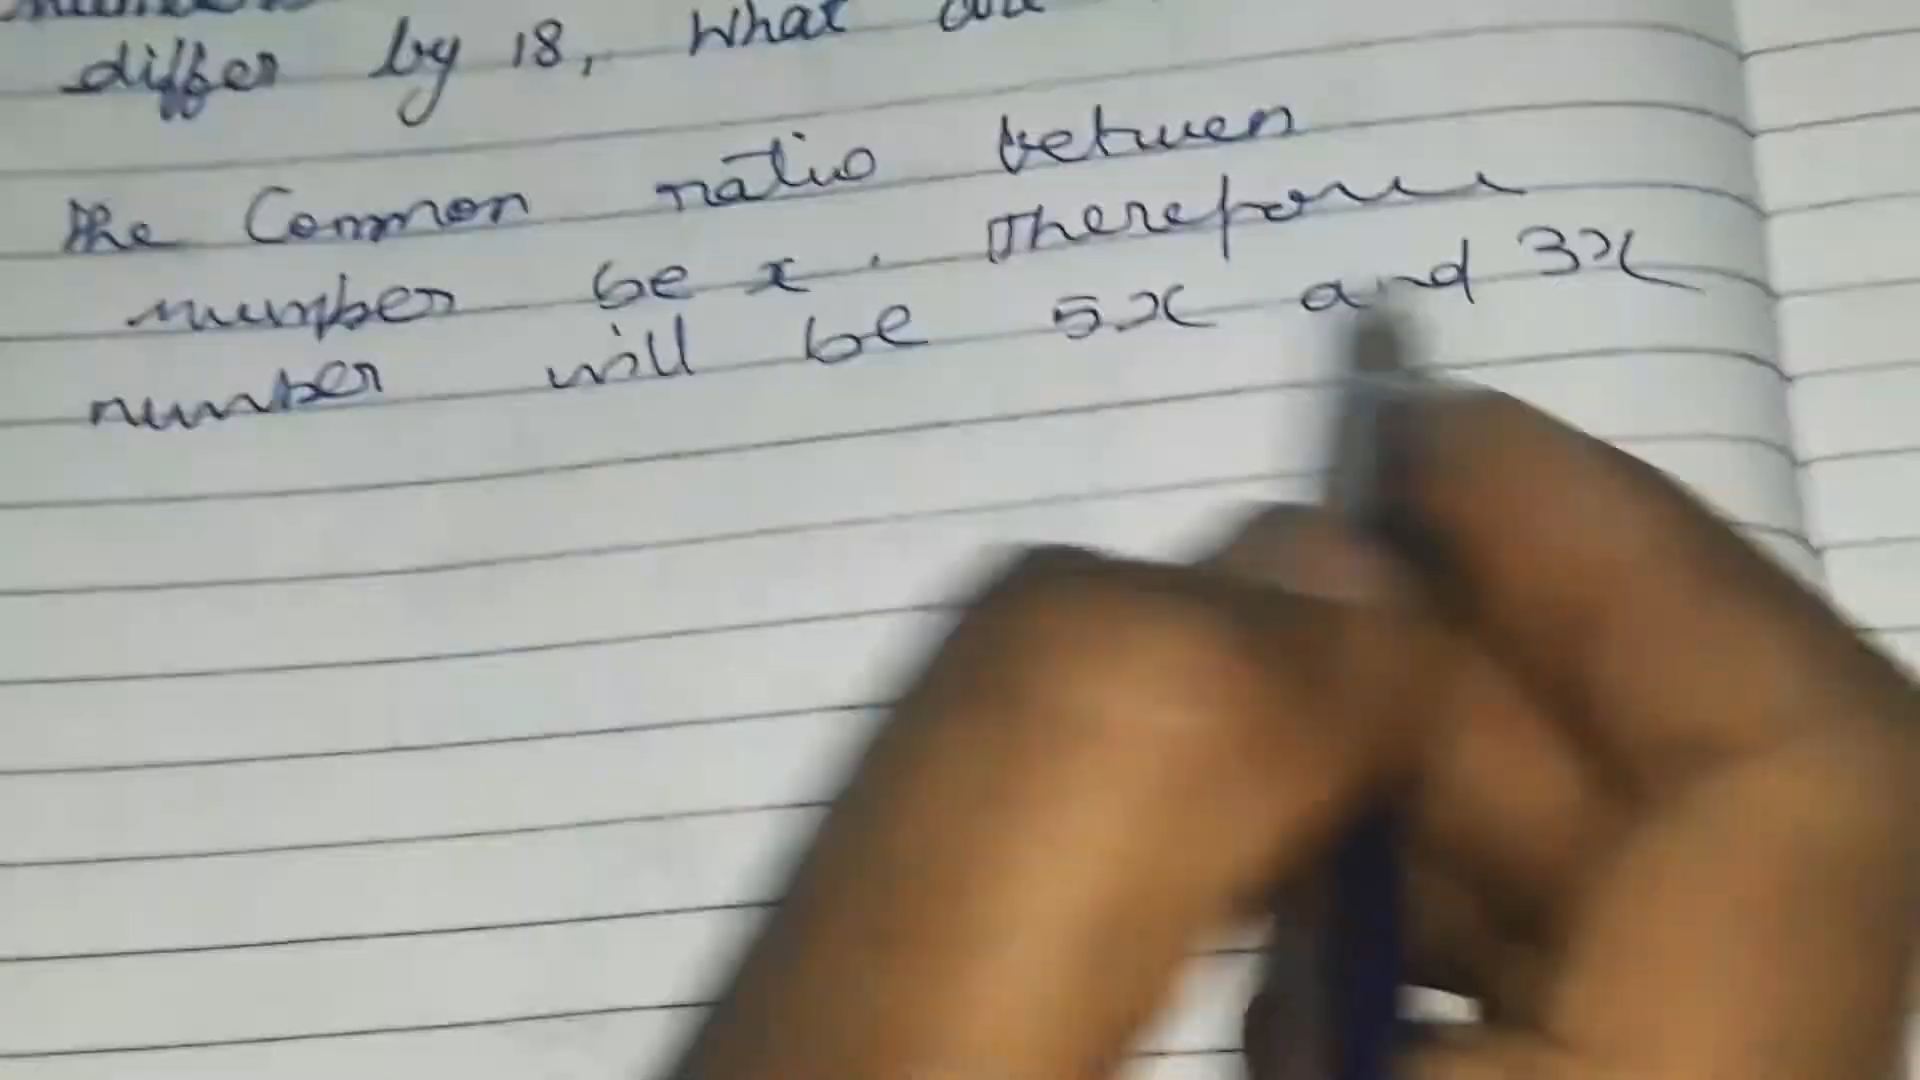 differ by 18, What
the Common ratio between
number be x. Therefore
number will be 5x and 3x